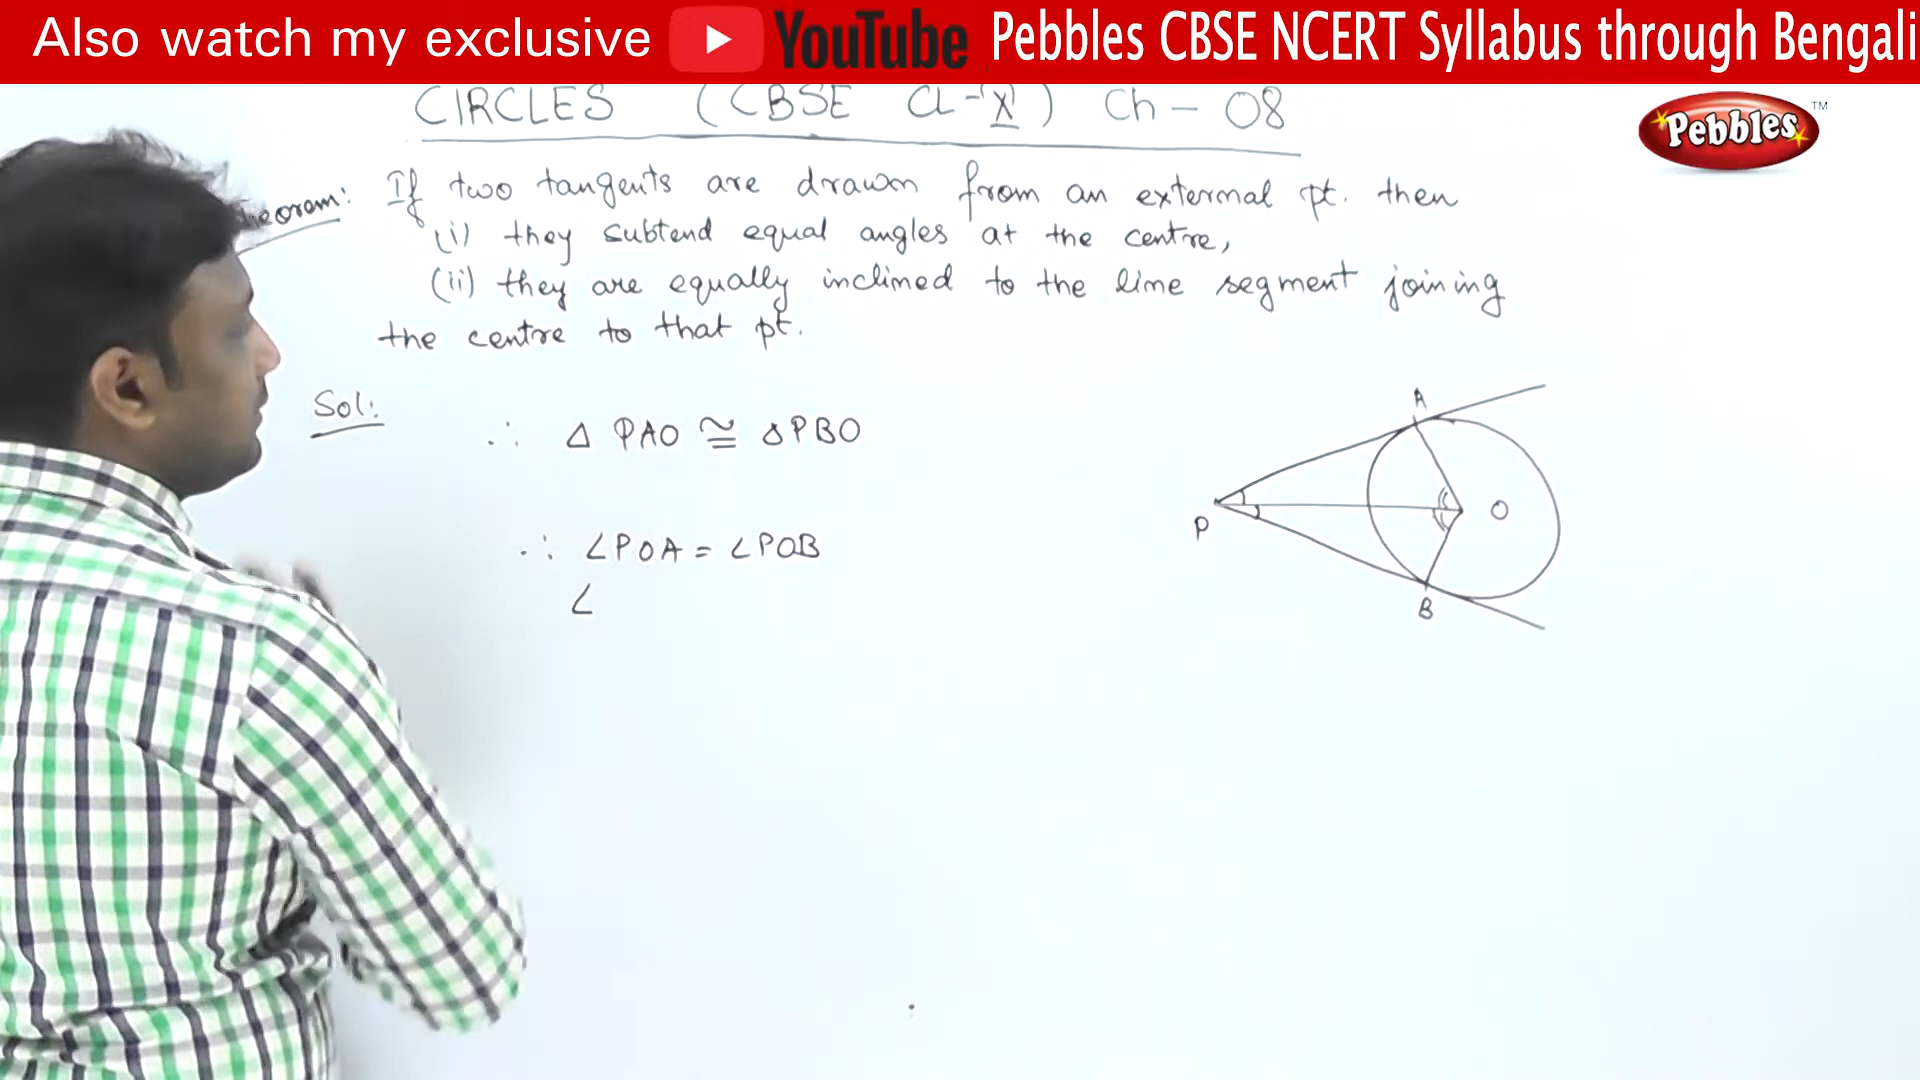 Also watch my exclusive YouTube Pebbles CBSE NCERT Syllabus through Bengali
CIRCLES (CBSE Cl-X) Ch - 08
Pebbles TM
heorem: If two tangents are drawn from an external pt. then
(i) they subtend equal angles at the centre,
(ii) they are equally inclined to the line segment joining
the centre to that pt.
Sol:
∴ △ PAO ≅ △PBO
A
P
O
B
∴ ∠POA = ∠POB
∠